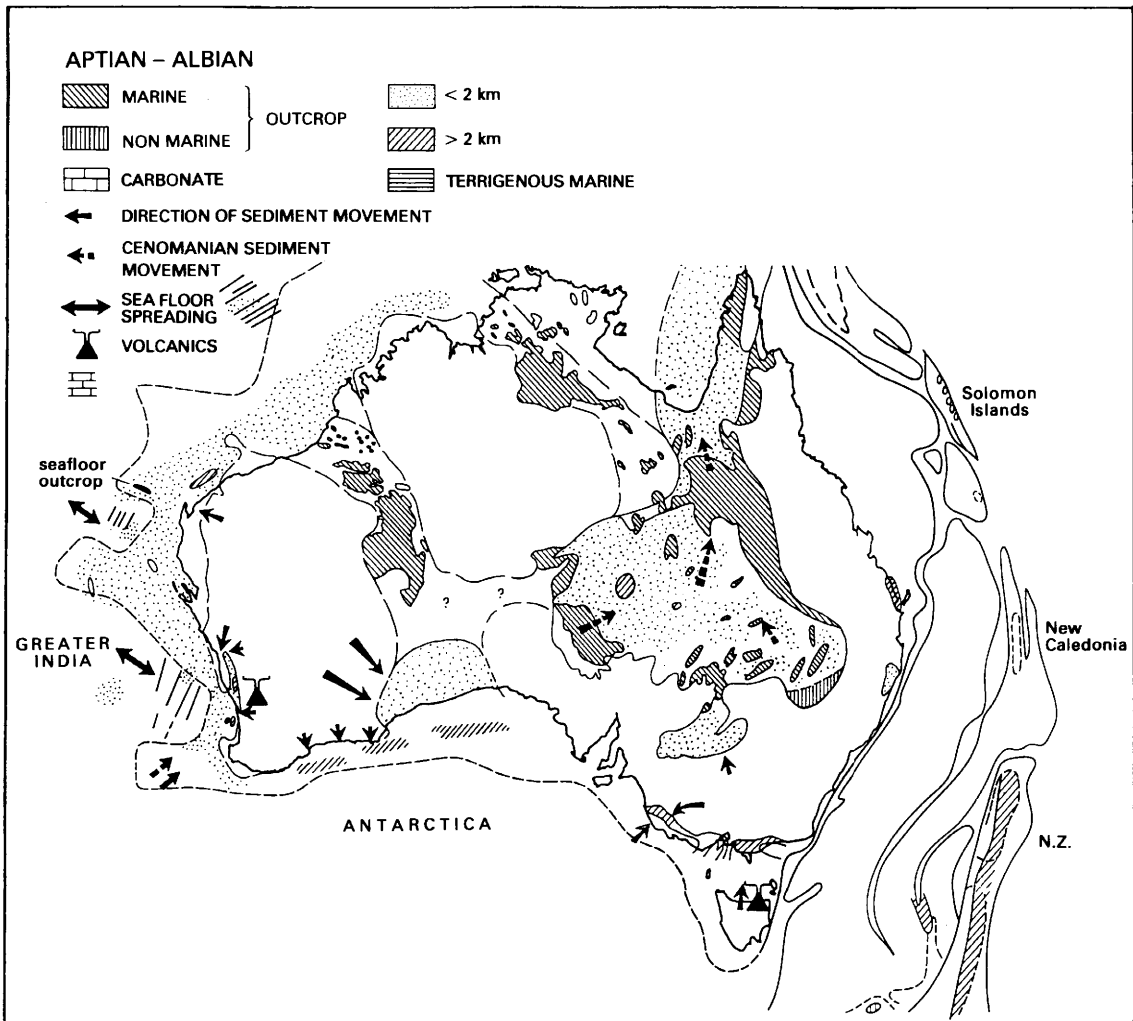 APTIAN – ALBIAN
MARINE
NON MARINE
OUTCROP
< 2 km
> 2 km
CARBONATE
TERRIGENOUS MARINE
DIRECTION OF SEDIMENT MOVEMENT
CENOMANIAN SEDIMENT
MOVEMENT
SEA FLOOR
SPREADING
VOLCANICS
Solomon
Islands
seafloor
outcrop
? ?
GREATER
INDIA
New
Caledonia
ANTARCTICA
N.Z.